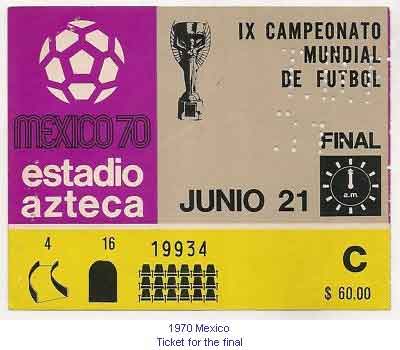 IX CAMPEONATO
MUNDIAL
DE FUTBOL
MEXICO 70
estadio
azteca
FINAL
JUNIO 21
a.m.
4
16
19934
C
$ 60.00
1970 Mexico
Ticket for the final